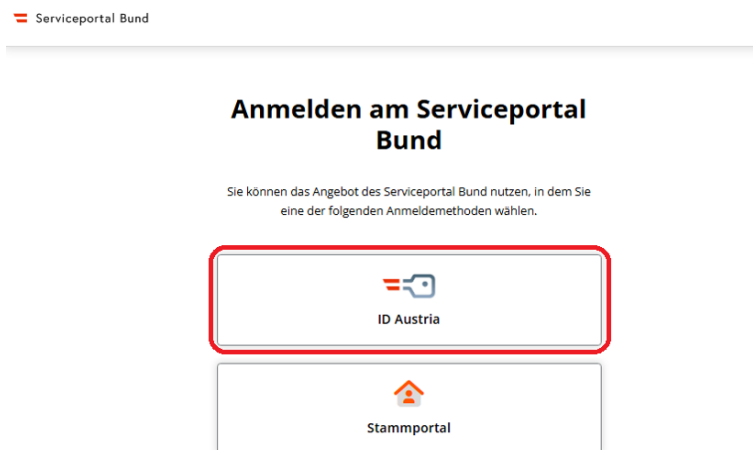 Serviceportal Bund
Anmelden am Serviceportal
Bund
Sie können das Angebot des Serviceportal Bund nutzen, in dem Sie
eine der folgenden Anmeldemethoden wählen.
ID Austria
Stammportal